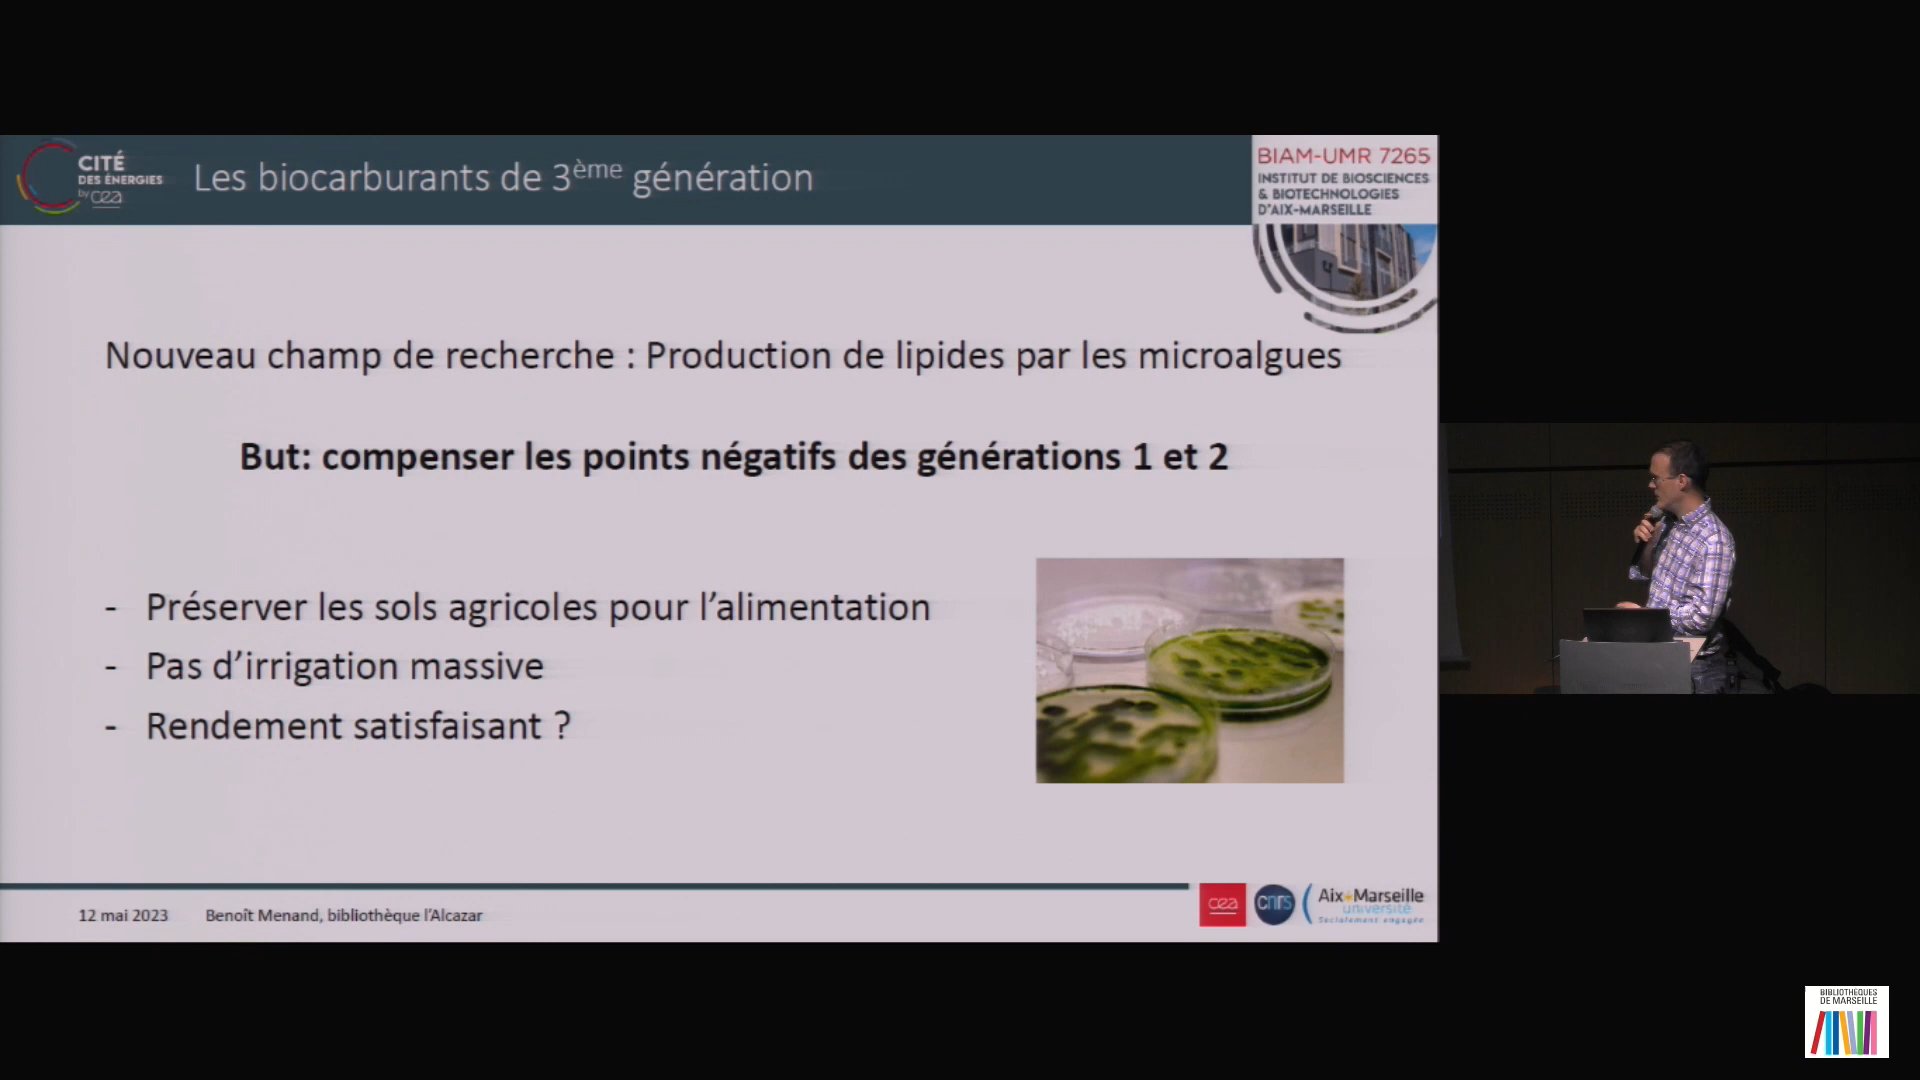 CITÉ
DES ÉNERGIES
by cea
Les biocarburants de 3ème génération
BIAM-UMR 7265
INSTITUT DE BIOSCIENCES
& BIOTECHNOLOGIES
D'AIX-MARSEILLE
Nouveau champ de recherche : Production de lipides par les microalgues
But: compenser les points négatifs des générations 1 et 2
- Préserver les sols agricoles pour l'alimentation
- Pas d'irrigation massive
- Rendement satisfaisant ?
12 mai 2023 Benoît Menand, bibliothèque l'Alcazar
cea
cnrs
Aix*Marseille
université
Socialement engagée
BIBLIOTHEQUES
DE MARSEILLE